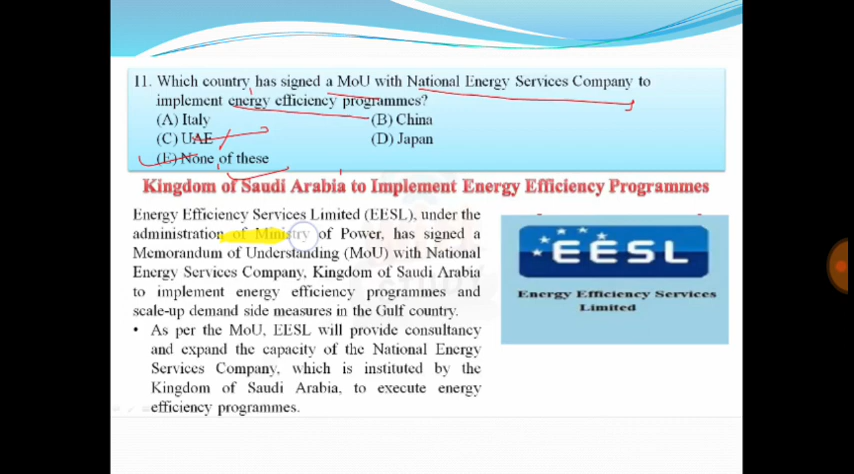 11. Which country has signed a MoU with National Energy Services Company to
implement energy efficiency programmes?
(A) Italy
(B) China
(C) UAE
(D) Japan
(E) None of these
Kingdom of Saudi Arabia to Implement Energy Efficiency Programmes
Energy Efficiency Services Limited (EESL), under the
administration of Ministry of Power, has signed a
Memorandum of Understanding (MoU) with National
Energy Services Company, Kingdom of Saudi Arabia
to implement energy efficiency programmes and
scale-up demand side measures in the Gulf country.
• As per the MoU, EESL will provide consultancy
and expand the capacity of the National Energy
Services Company, which is instituted by the
Kingdom of Saudi Arabia, to execute energy
efficiency programmes.
EESL
Energy Efficiency Services
Limited